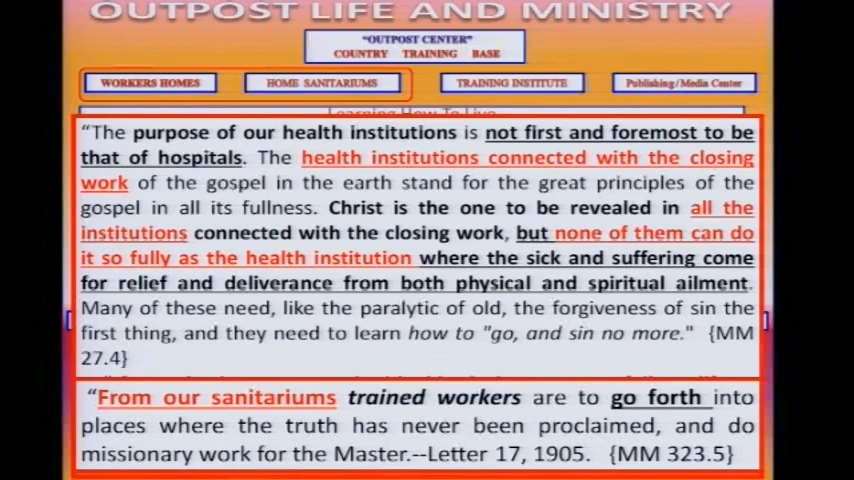 OUTPOST LIFE AND MINISTRY
"OUTPOST CENTER"
COUNTRY TRAINING BASE
WORKERS HOMES
HOME SANITARIUMS
TRAINING INSTITUTE
Publishing/Media Center
Learning How To Live
"The purpose of our health institutions is not first and foremost to be
that of hospitals. The health institutions connected with the closing
work of the gospel in the earth stand for the great principles of the
gospel in all its fullness. Christ is the one to be revealed in all the
institutions connected with the closing work, but none of them can do
it so fully as the health institution where the sick and suffering come
for relief and deliverance from both physical and spiritual ailment.
Many of these need, like the paralytic of old, the forgiveness of sin the
first thing, and they need to learn how to "go, and sin no more." {MM
27.4}
"From our sanitariums trained workers are to go forth into
places where the truth has never been proclaimed, and do
missionary work for the Master.--Letter 17, 1905. {MM 323.5}